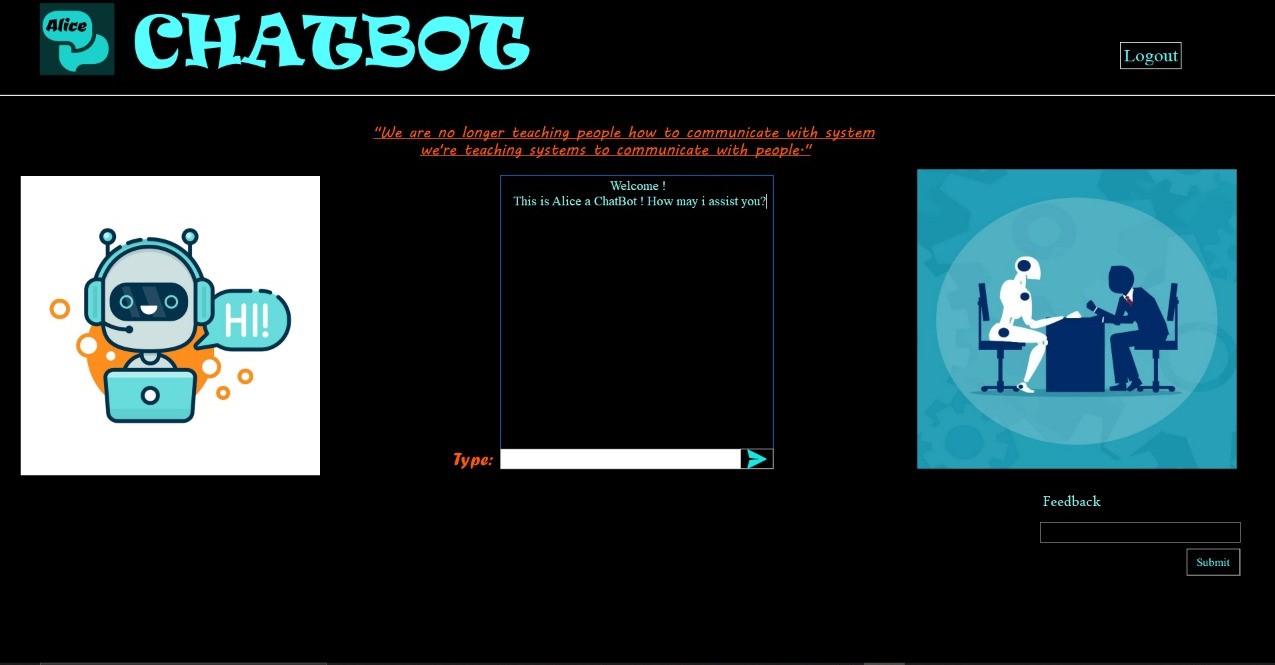 Alice
CHATBOT
Logout
"We are no longer teaching people how to communicate with system
we're teaching systems to communicate with people."
Welcome !
This is Alice a ChatBot ! How may i assist you?
HI!
Type:
Feedback
Submit